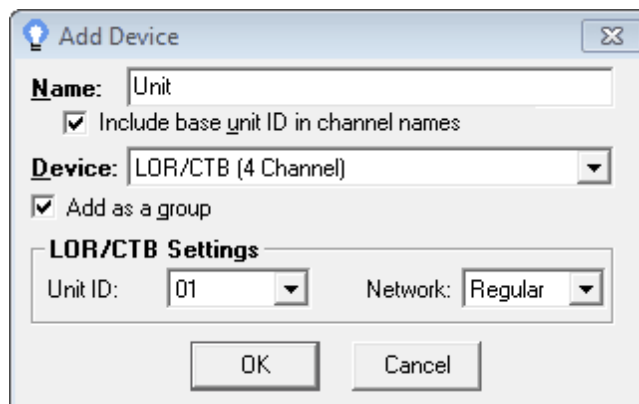 Add Device
Name: Unit
Include base unit ID in channel names
Device: LOR/CTB (4 Channel)
Add as a group
LOR/CTB Settings
Unit ID: 01 Network: Regular
OK Cancel